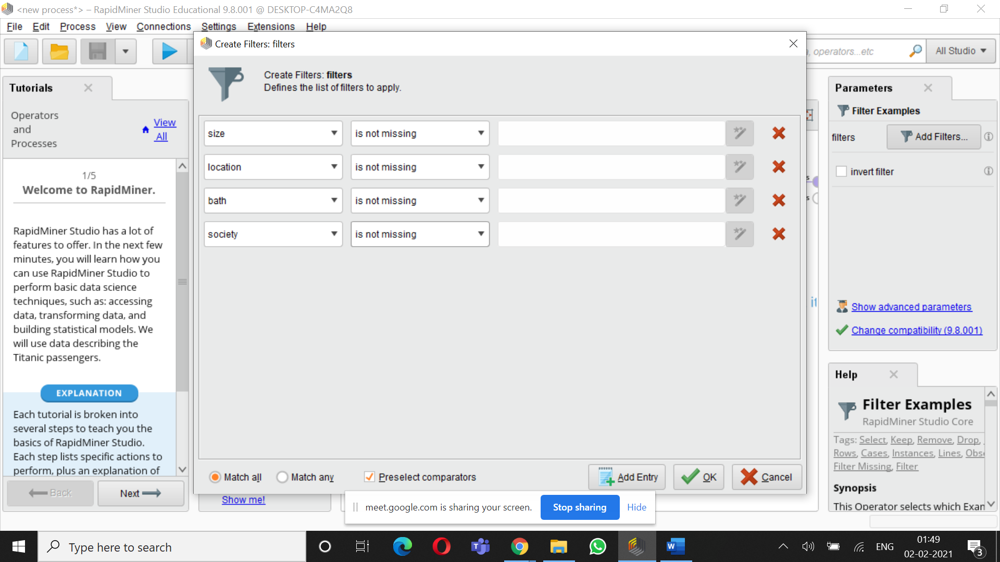 <new process*> – RapidMiner Studio Educational 9.8.001 @ DESKTOP-C4MA2Q8
File Edit Process View Connections Settings Extensions Help
Create Filters: filters
operators...etc
All Studio
Create Filters: filters
Defines the list of filters to apply.
Tutorials
Operators
and
Processes
View
All
1/5
Welcome to RapidMiner.
RapidMiner Studio has a lot of
features to offer. In the next few
minutes, you will learn how you
can use RapidMiner Studio to
perform basic data science
techniques, such as: accessing
data, transforming data, and
building statistical models. We
will use data describing the
Titanic passengers.
EXPLANATION
Each tutorial is broken into
several steps to teach you the
basics of RapidMiner Studio.
Each step lists specific actions to
perform, plus an explanation of
Back
Next
size is not missing
location is not missing
bath is not missing
society is not missing
Match all Match any Preselect comparators Add Entry OK Cancel
Show me!
meet.google.com is sharing your screen. Stop sharing Hide
Parameters
Filter Examples
filters Add Filters...
invert filter
Show advanced parameters
Change compatibility (9.8.001)
Help
Filter Examples
RapidMiner Studio Core
Tags: Select, Keep, Remove, Drop,
Rows, Cases, Instances, Lines, Obse
Filter Missing, Filter
Synopsis
This Operator selects which Exan
Type here to search
ENG
01:49
02-02-2021
3